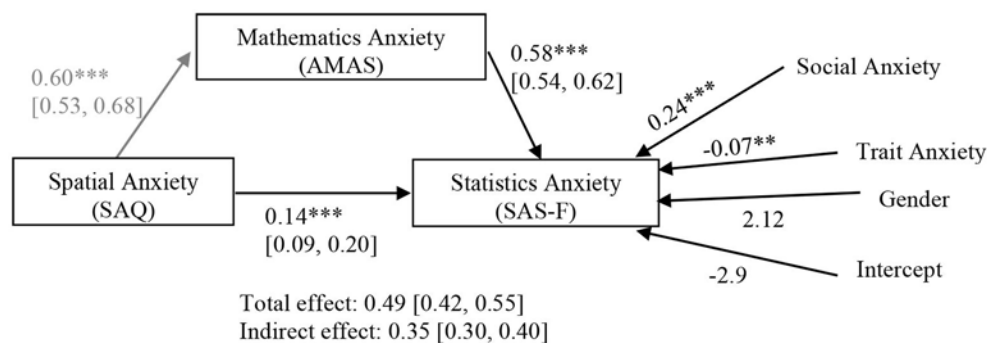 Mathematics Anxiety
(AMAS)
0.60***
[0.53, 0.68]
0.58***
[0.54, 0.62]
Social Anxiety
0.24***
Trait Anxiety
-0.07**
Spatial Anxiety
(SAQ)
0.14***
[0.09, 0.20]
Statistics Anxiety
(SAS-F)
Gender
2.12
Intercept
-2.9
Total effect: 0.49 [0.42, 0.55]
Indirect effect: 0.35 [0.30, 0.40]